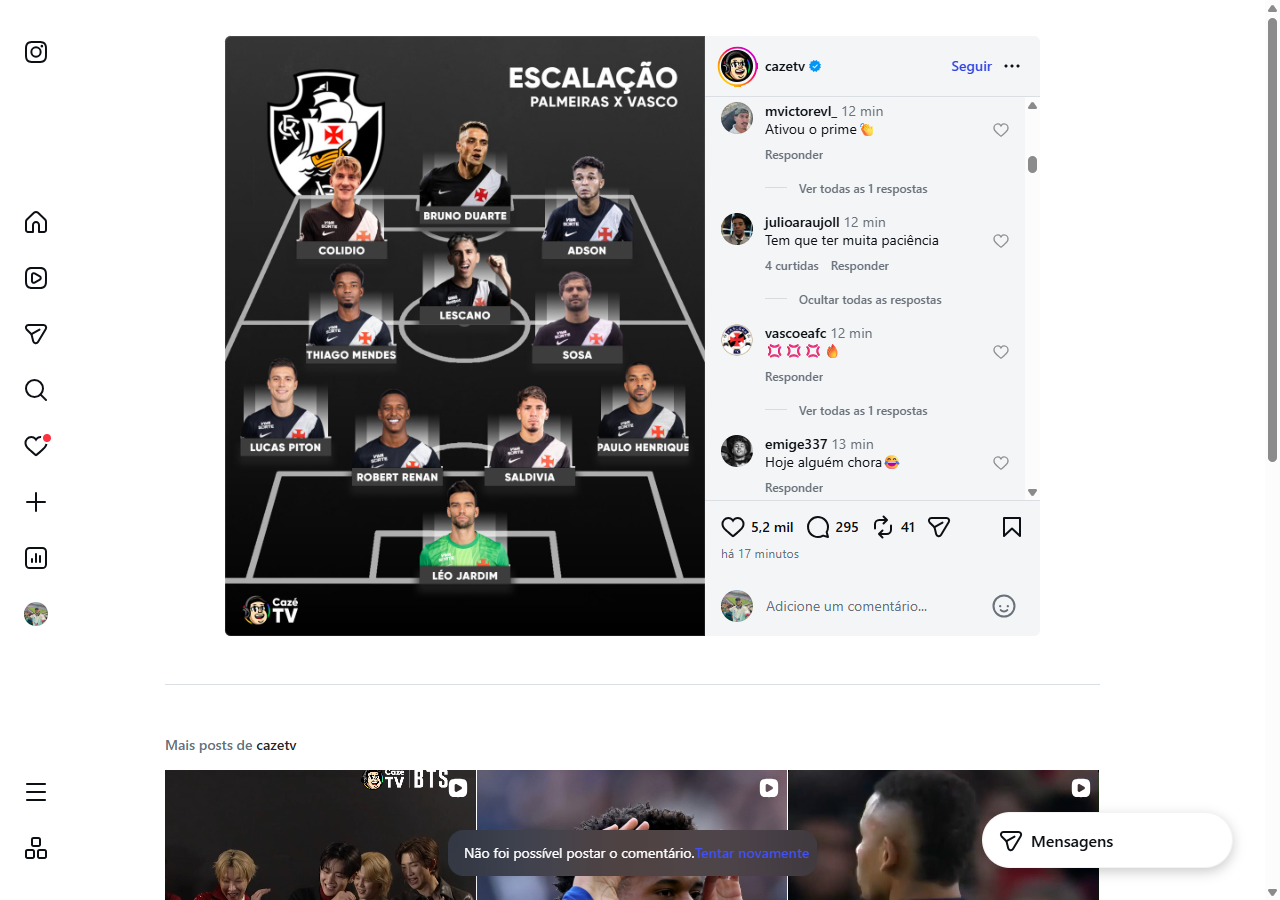 ESCALAÇÃO
PALMEIRAS X VASCO
BRUNO DUARTE
COLIDIO
ADSON
LESCANO
THIAGO MENDES
SOSA
LUCAS PITON
PAULO HENRIQUE
ROBERT RENAN
SALDIVIA
LÉO JARDIM
Cazé
TV
cazetv
Seguir
mvictorevl_ 12 min
Ativou o prime👏
Responder
Ver todas as 1 respostas
julioaraujoll 12 min
Tem que ter muita paciência
4 curtidas Responder
Ocultar todas as respostas
vascoeafc 12 min
💢💢💢🔥
Responder
Ver todas as 1 respostas
emige337 13 min
Hoje alguém chora😂
Responder
5,2 mil 295 41
há 17 minutos
Adicione um comentário...
Mais posts de cazetv
Cazé
TV BTS
Não foi possível postar o comentário. Tentar novamente
Mensagens